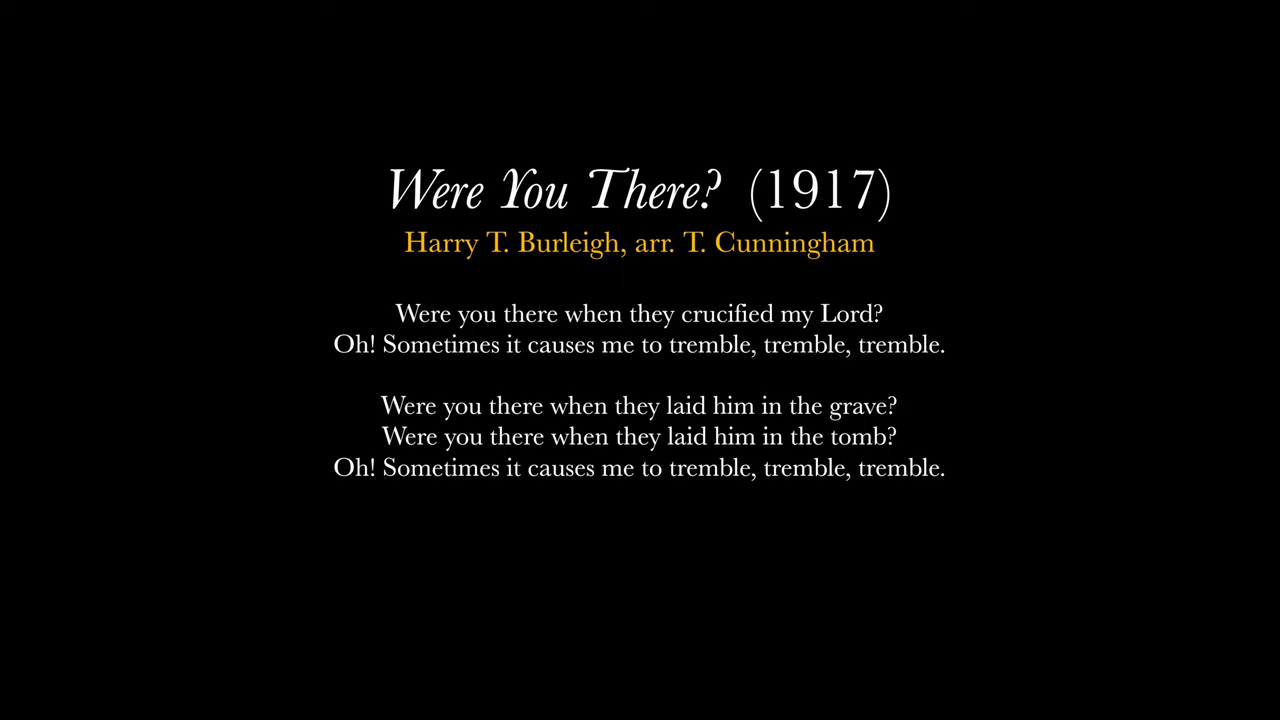 Were You There? (1917)
Harry T. Burleigh, arr. T. Cunningham
Were you there when they crucified my Lord?
Oh! Sometimes it causes me to tremble, tremble, tremble.
Were you there when they laid him in the grave?
Were you there when they laid him in the tomb?
Oh! Sometimes it causes me to tremble, tremble, tremble.